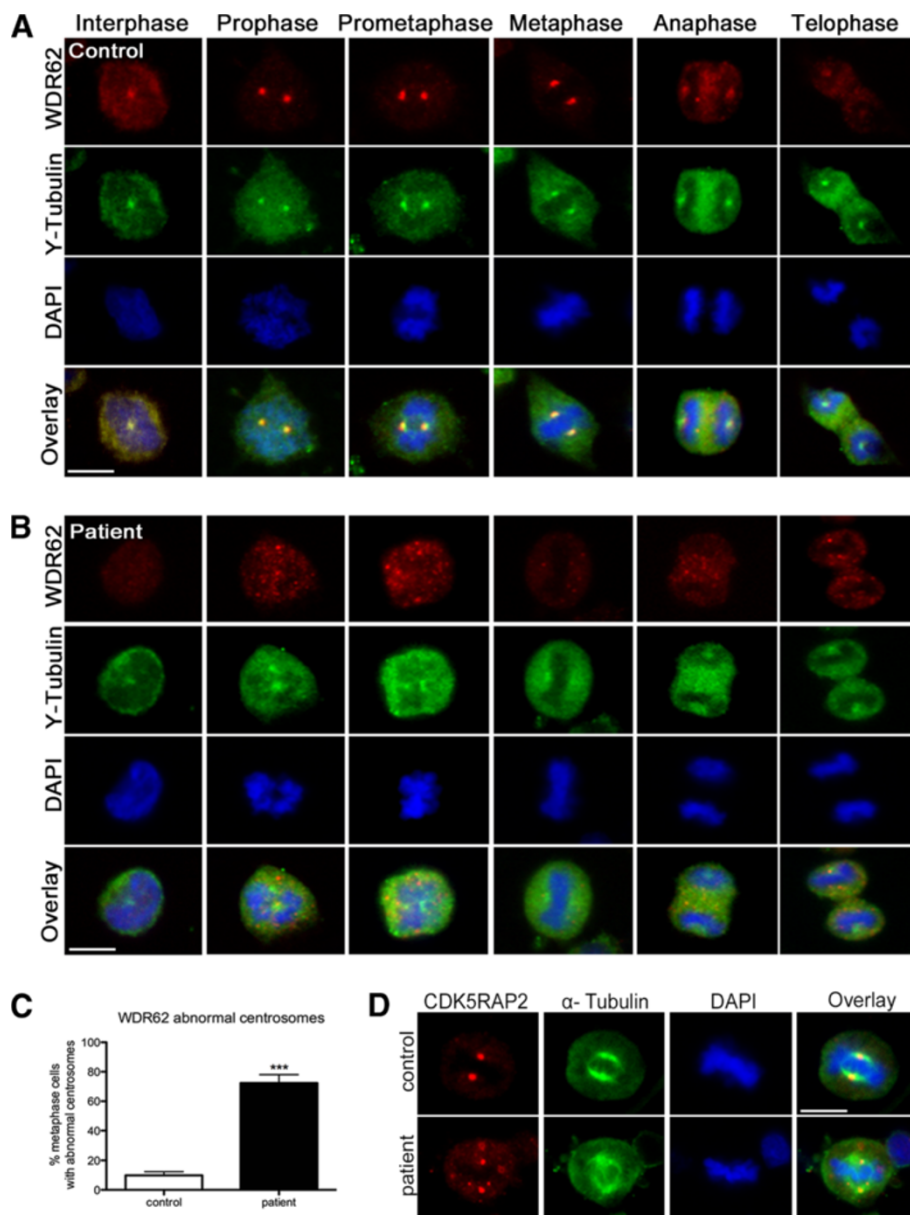 A Interphase Prophase Prometaphase Metaphase Anaphase Telophase
Control
WDR62
Y-Tubulin
DAPI
Overlay
B Patient
WDR62
Y-Tubulin
DAPI
Overlay
C
WDR62 abnormal centrosomes
% metaphase cells
with abnormal centrosomes
100
80
60
40
20
0
***
control patient
D CDK5RAP2 α- Tubulin DAPI Overlay
control
patient